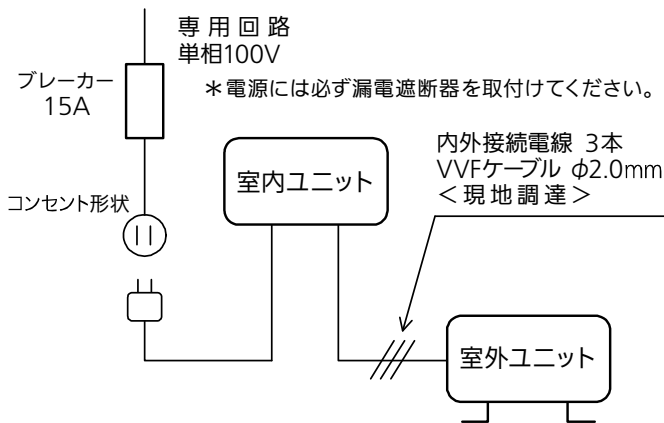 専用回路
単相100V
ブレーカー
15A
*電源には必ず漏電遮断器を取付けてください。
内外接続電線 3本
VVFケーブル φ2.0mm
<現地調達>
室内ユニット
コンセント形状
室外ユニット